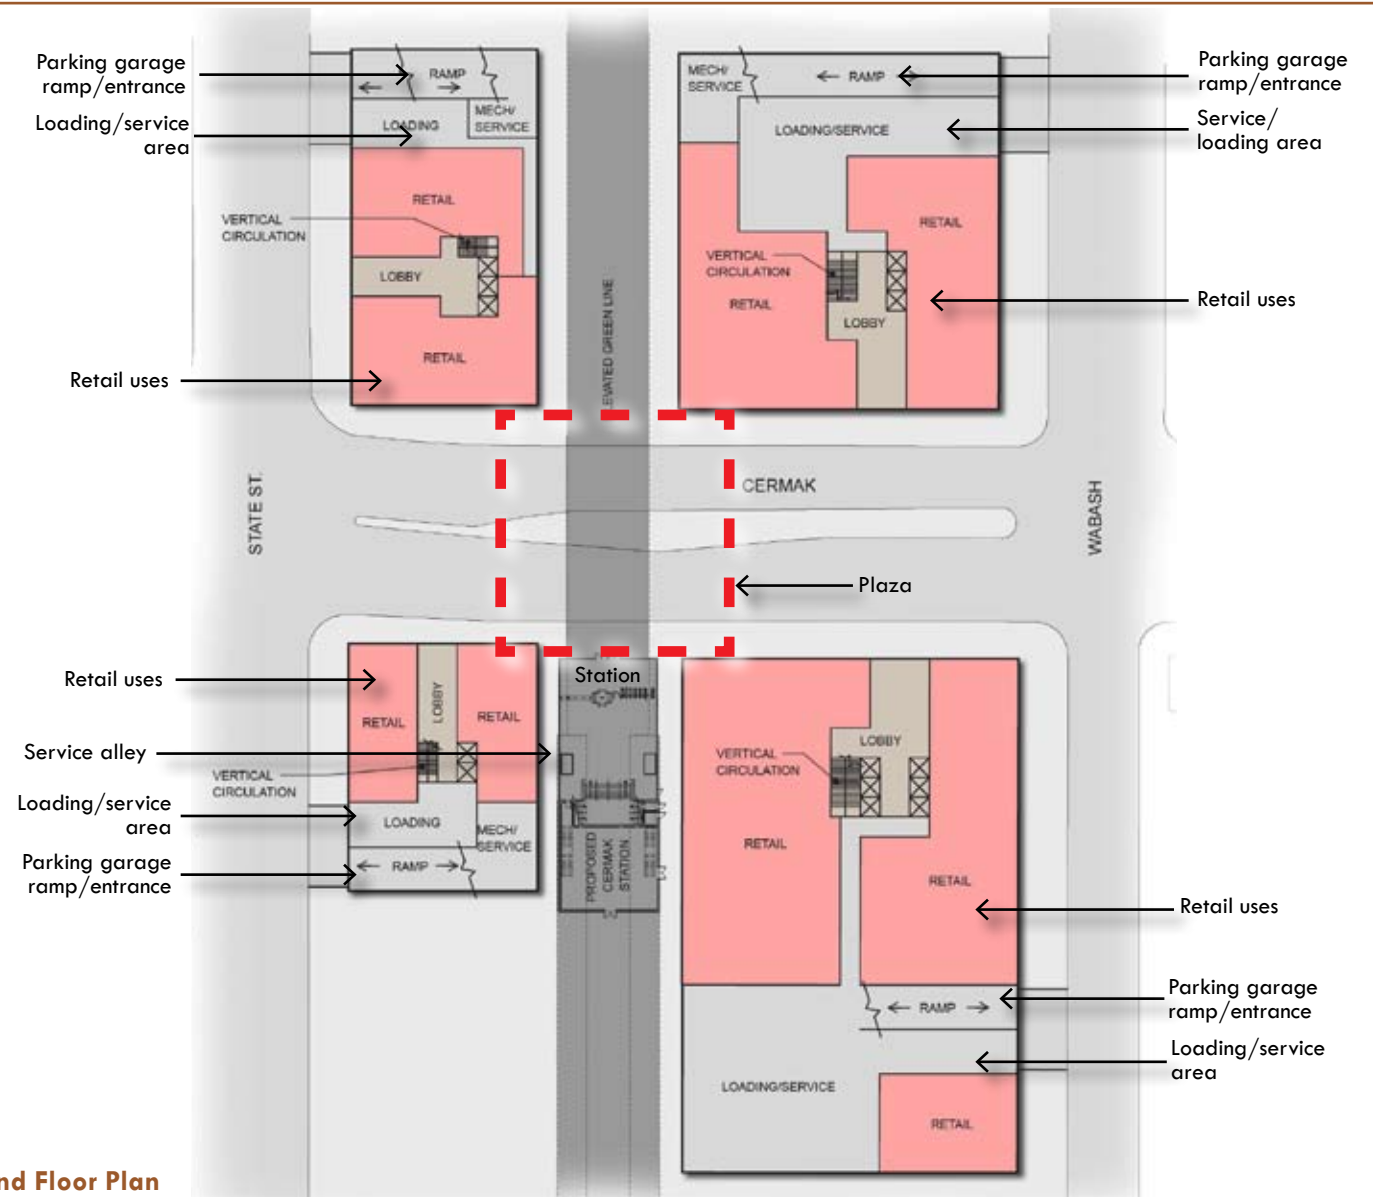 Parking garage
ramp/entrance
Loading/service
area
RAMP
LOADING
MECH/
SERVICE
RETAIL
VERTICAL
CIRCULATION
LOBBY
RETAIL
Retail uses
MECH/
SERVICE
RAMP
LOADING/SERVICE
RETAIL
VERTICAL
CIRCULATION
RETAIL
LOBBY
Parking garage
ramp/entrance
Service/
loading area
Retail uses
EVATED GREEN LINE
STATE ST.
CERMAK
WABASH
Plaza
Station
Retail uses
Service alley
Loading/service
area
Parking garage
ramp/entrance
RETAIL
LOBBY
RETAIL
VERTICAL
CIRCULATION
LOADING
MECH/
SERVICE
RAMP
PROPOSED
CERMAK
STATION
LOBBY
VERTICAL
CIRCULATION
RETAIL
RETAIL
RAMP
LOADING/SERVICE
RETAIL
Retail uses
Parking garage
ramp/entrance
Loading/service
area
nd Floor Plan